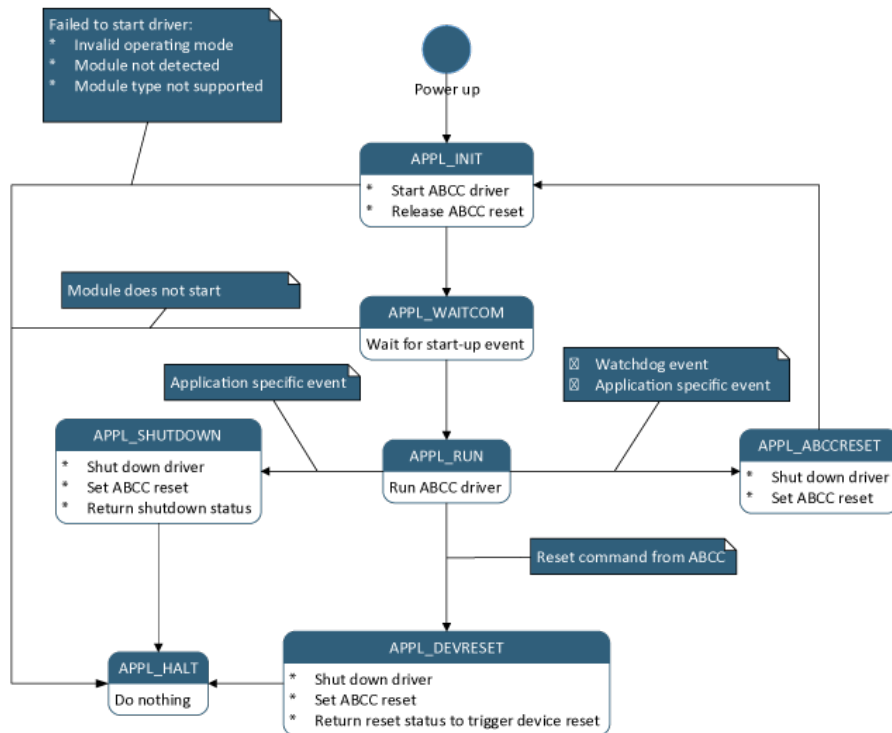 Failed to start driver:
* Invalid operating mode
* Module not detected
* Module type not supported
Power up
APPL_INIT
* Start ABCC driver
* Release ABCC reset
Module does not start
APPL_WAITCOM
Wait for start-up event
Application specific event
Watchdog event
Application specific event
APPL_SHUTDOWN
* Shut down driver
* Set ABCC reset
* Return shutdown status
APPL_RUN
Run ABCC driver
APPL_ABCCRESET
* Shut down driver
* Set ABCC reset
Reset command from ABCC
APPL_HALT
Do nothing
APPL_DEVRESET
* Shut down driver
* Set ABCC reset
* Return reset status to trigger device reset